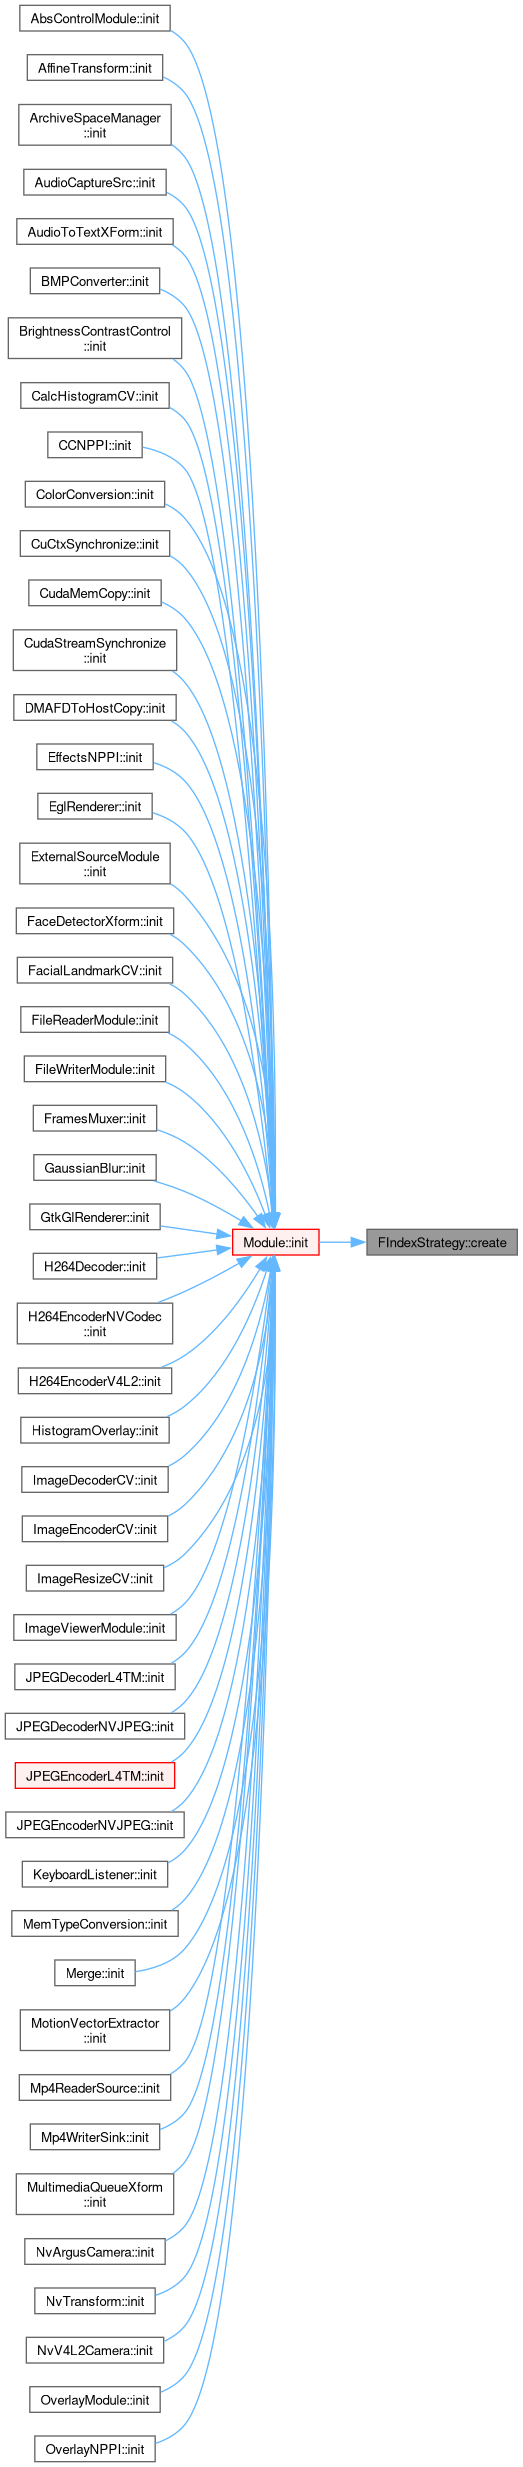 AbsControlModule::init
AffineTransform::init
ArchiveSpaceManager
::init
AudioCaptureSrc::init
AudioToTextXForm::init
BMPConverter::init
BrightnessContrastControl
::init
CalcHistogramCV::init
CCNPPI::init
ColorConversion::init
CuCtxSynchronize::init
CudaMemCopy::init
CudaStreamSynchronize
::init
DMAFDToHostCopy::init
EffectsNPPI::init
EglRenderer::init
ExternalSourceModule
::init
FaceDetectorXform::init
FacialLandmarkCV::init
FileReaderModule::init
FileWriterModule::init
FramesMuxer::init
GaussianBlur::init
GtkGlRenderer::init
Module::init
FIndexStrategy::create
H264Decoder::init
H264EncoderNVCodec
::init
H264EncoderV4L2::init
HistogramOverlay::init
ImageDecoderCV::init
ImageEncoderCV::init
ImageResizeCV::init
ImageViewerModule::init
JPEGDecoderL4TM::init
JPEGDecoderNVJPEG::init
JPEGEncoderL4TM::init
JPEGEncoderNVJPEG::init
KeyboardListener::init
MemTypeConversion::init
Merge::init
MotionVectorExtractor
::init
Mp4ReaderSource::init
Mp4WriterSink::init
MultimediaQueueXform
::init
NvArgusCamera::init
NvTransform::init
NvV4L2Camera::init
OverlayModule::init
OverlayNPPI::init